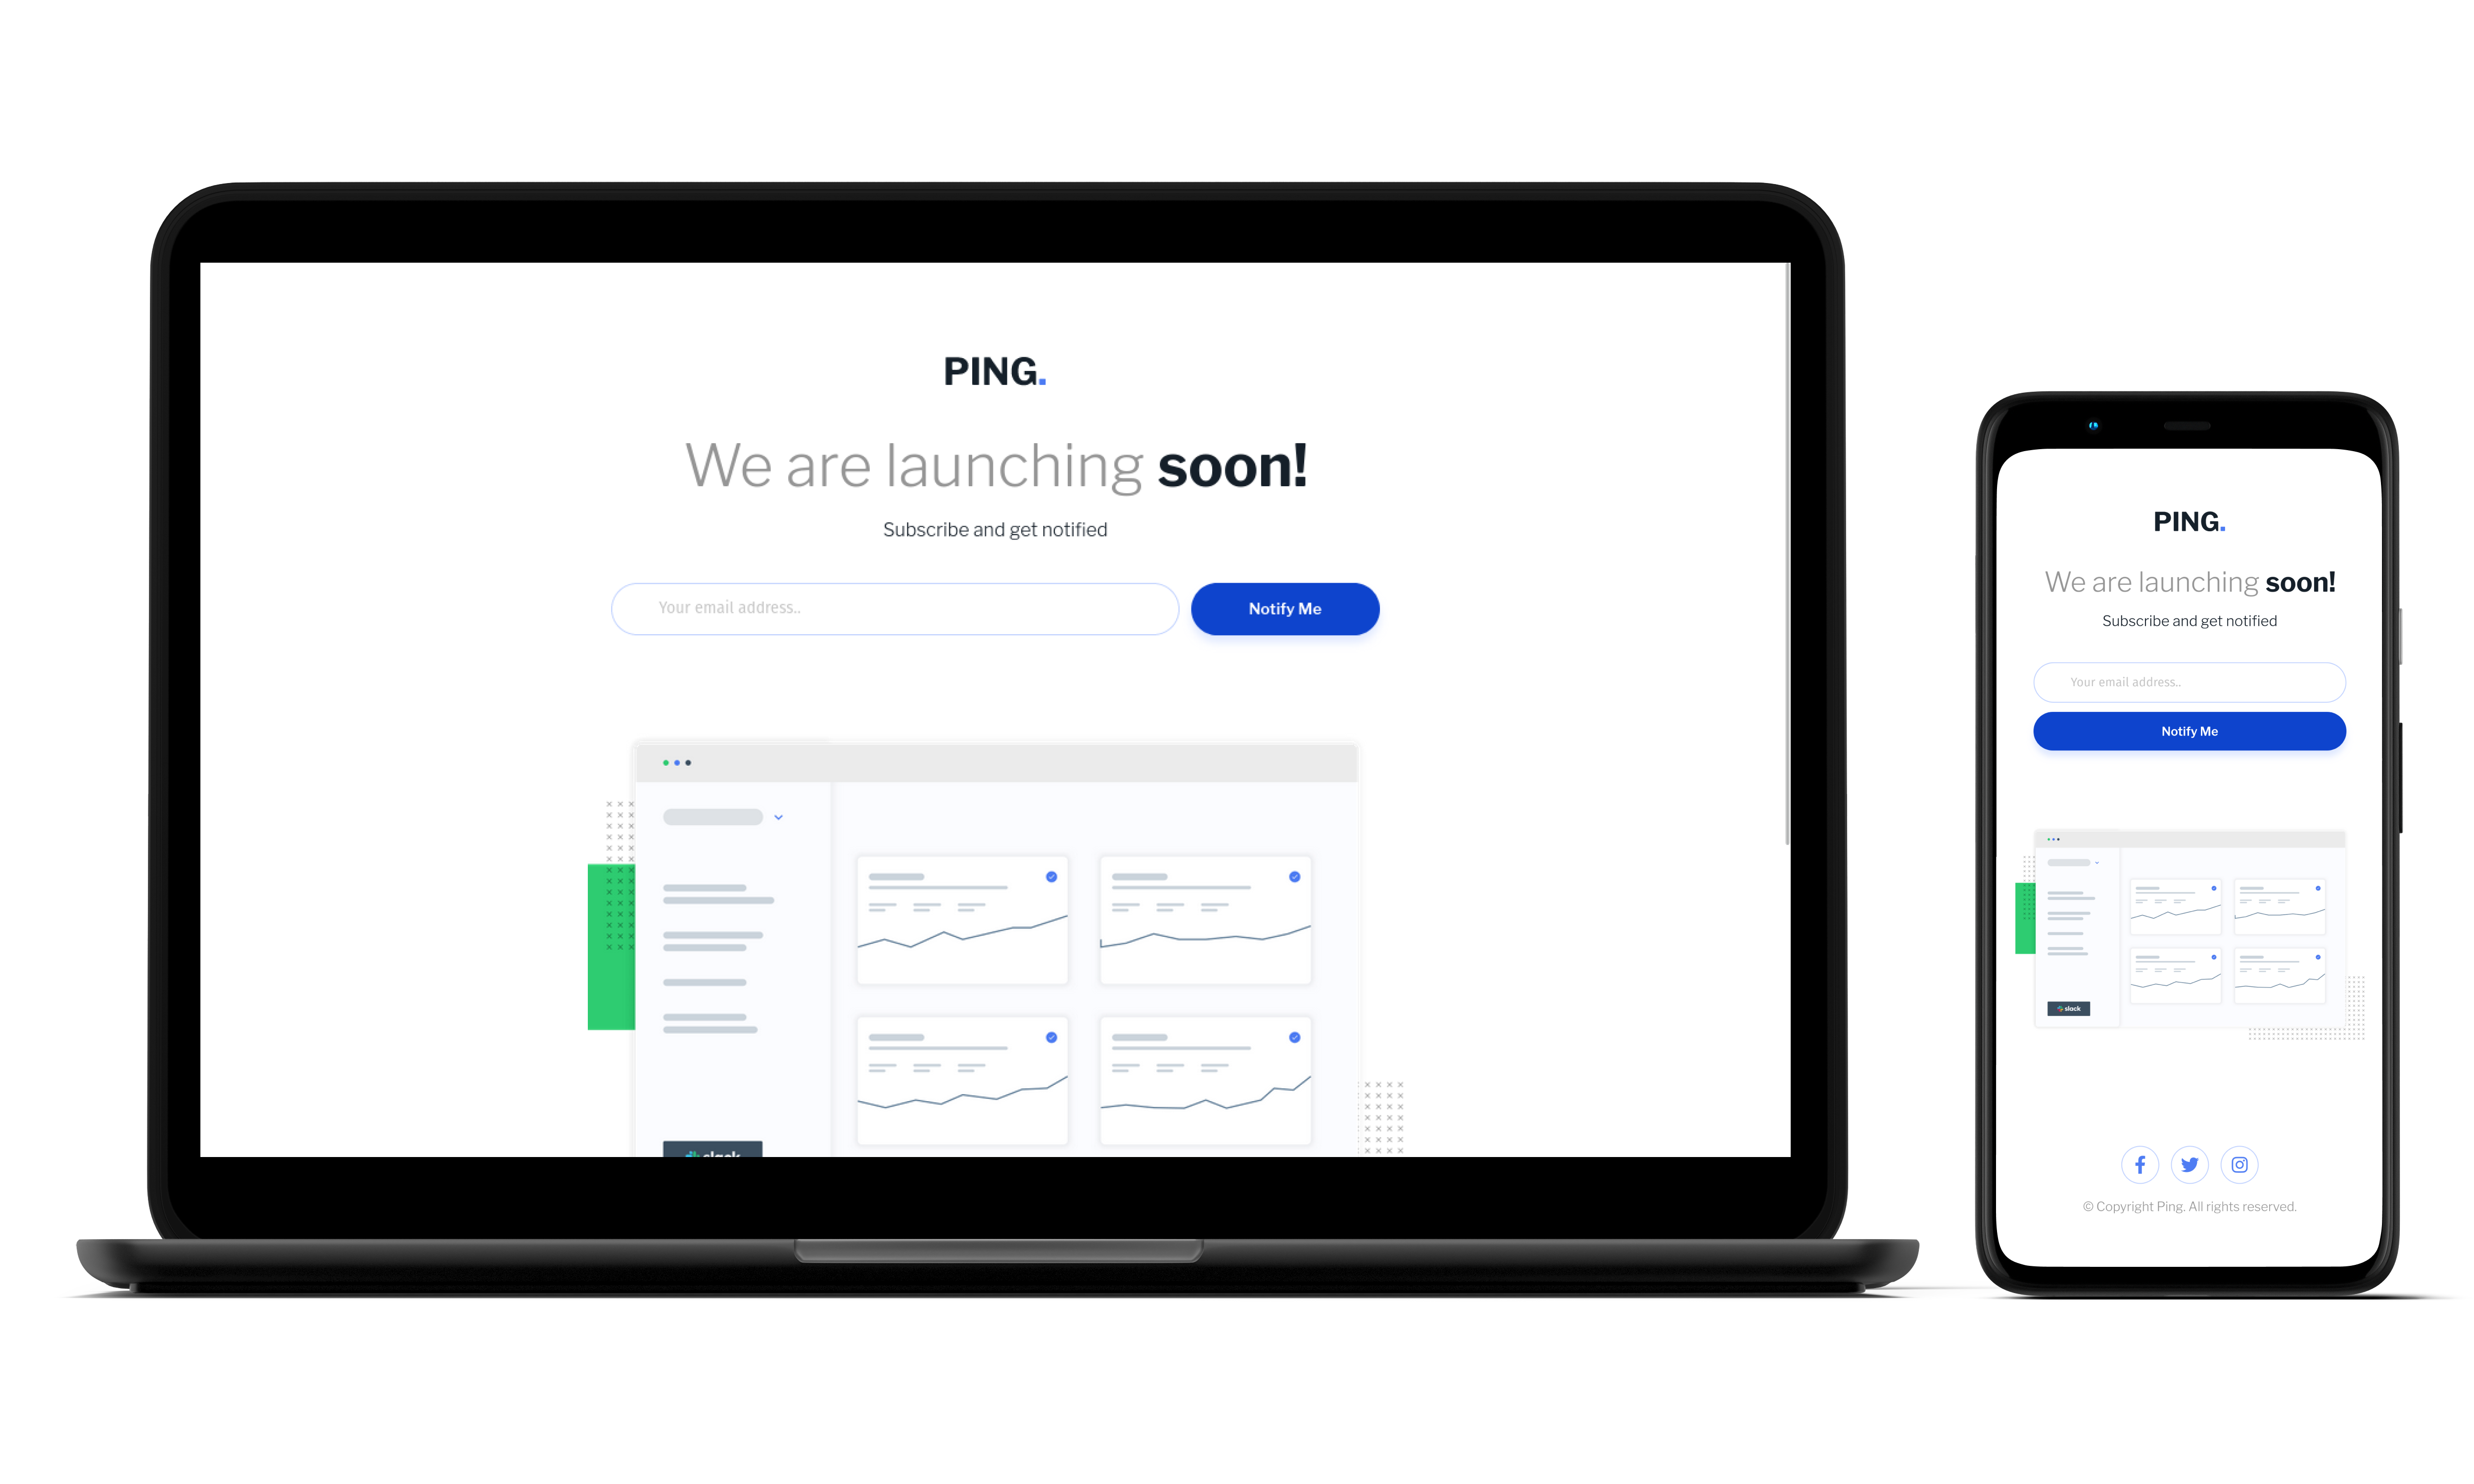 PING.
We are launching soon!
Subscribe and get notified
Your email address..
Notify Me
slack
PING.
We are launching soon!
Subscribe and get notified
Your email address..
Notify Me
slack
© Copyright Ping. All rights reserved.